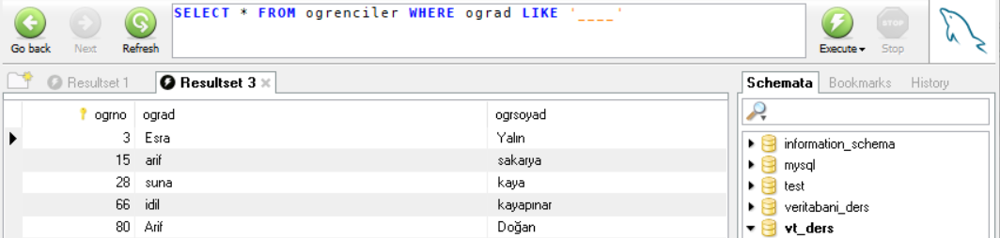 SELECT * FROM ogrenciler WHERE ograd LIKE '____'
Go back Next Refresh Execute STOP Stop
Resultset 1 Resultset 3 Schemata Bookmarks History
ogrno ograd ogrsoyad
3 Esra Yalın
15 arif sakarya
28 suna kaya
66 idil kayapınar
80 Arif Doğan
information_schema
mysql
test
veritabani_ders
vt_ders